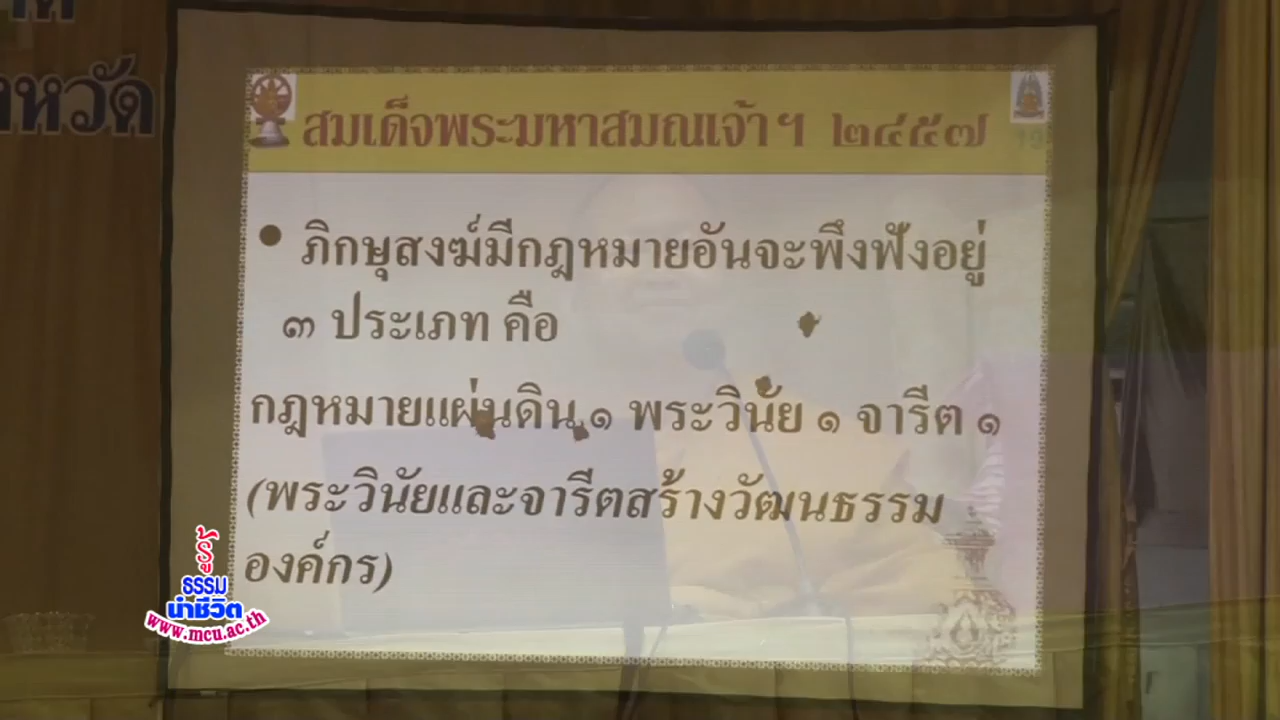 งหวัด
สมเด็จพระมหาสมณเจ้าฯ ๒๔๕๗
19
• ภิกษุสงฆ์มีกฎหมายอันจะพึงฟังอยู่
๓ ประเภท คือ
กฎหมายแผ่นดิน ๑ พระวินัย ๑ จารีต ๑
(พระวินัยและจารีตสร้างวัฒนธรรม
องค์กร)
รู้
ธรรม
นำชีวิต
www.mcu.ac.th